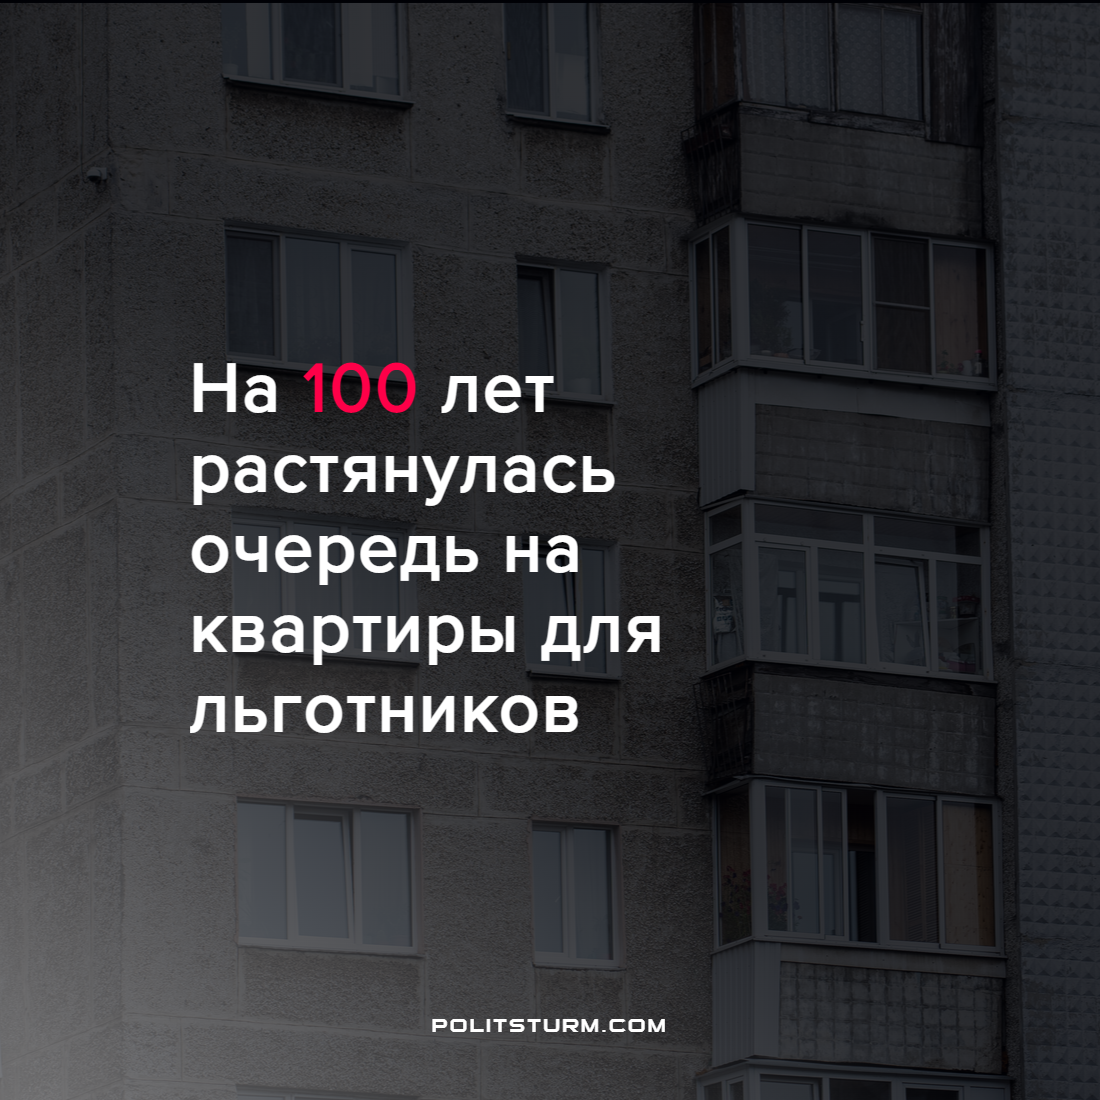 На 100 лет
растянулась
очередь на
квартиры для
льготников
POLITSTURM.COM